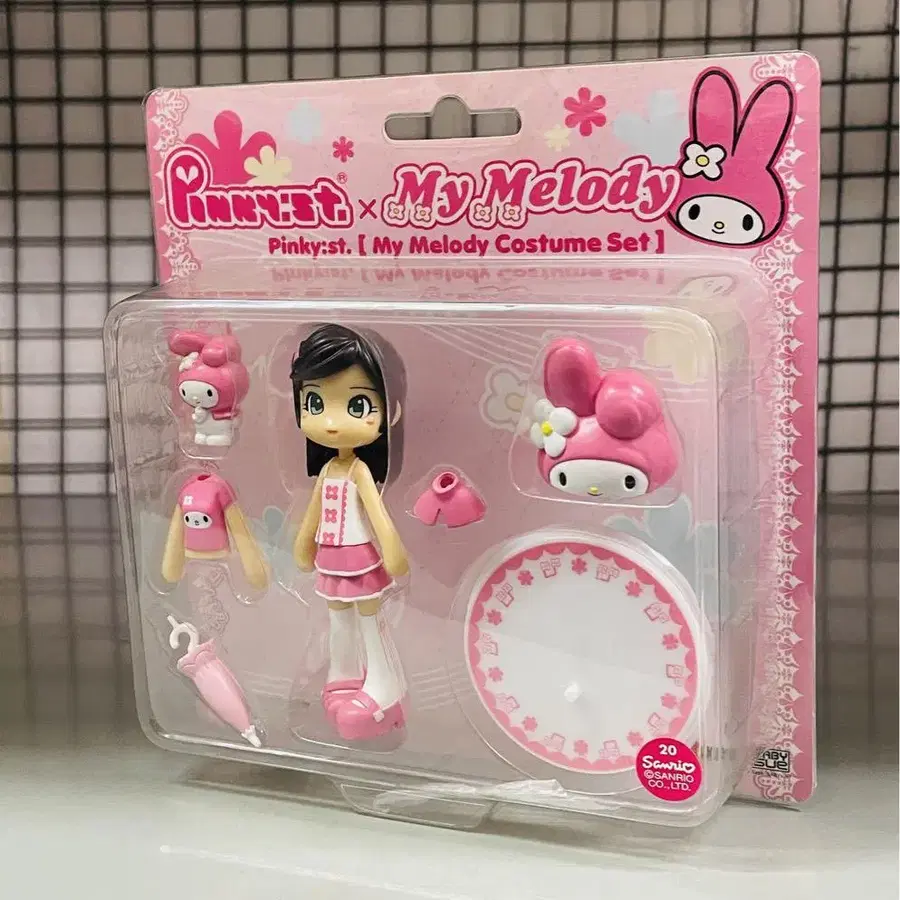 Pinky:st.® × My Melody
Pinky:st. [ My Melody Costume Set ]
20
Sanrio
©SANRIO
CO., LTD.